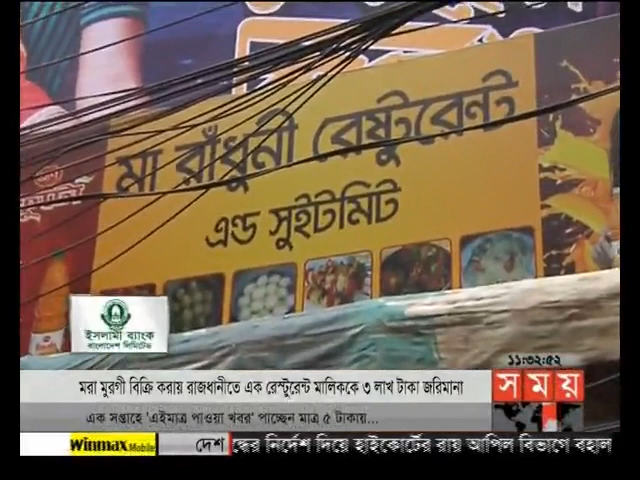 মা রাঁধুনী রেষ্টুরেন্ট
এন্ড সুইটমিট
ইসলামী ব্যাংক
বাংলাদেশ লিমিটেড
১১:৩২:৫২
মরা মুরগী বিক্রি করায় রাজধানীতে এক রেস্টুরেন্ট মালিককে ৩ লাখ টাকা জরিমানা
সময়
এক সপ্তাহে 'এইমাত্র পাওয়া খবর' পাচ্ছেন মাত্র ৫ টাকায়...
Winmax Mobile
দেশ
ন্ধের নির্দেশ দিয়ে হাইকোর্টের রায় আপিল বিভাগে বহাল